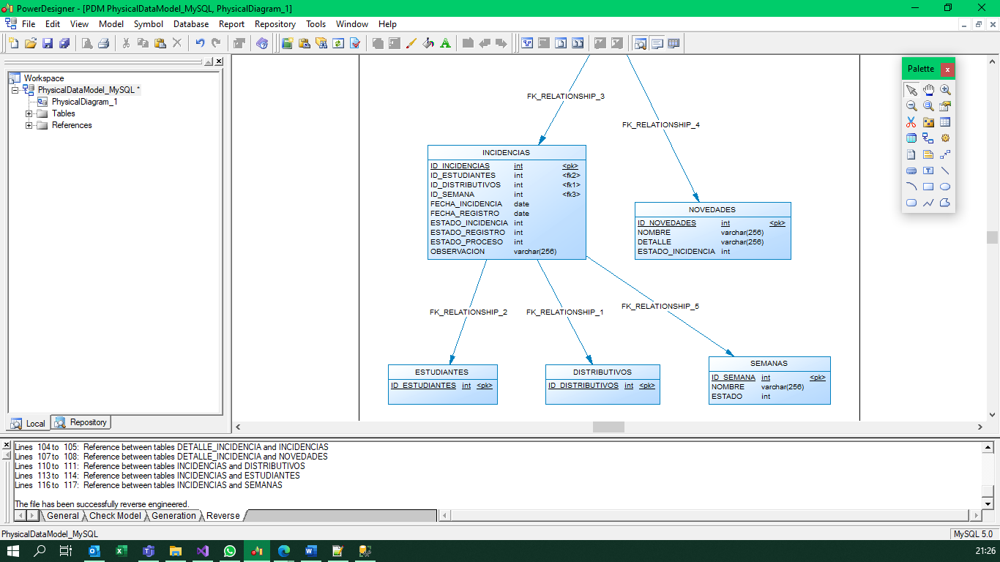 PowerDesigner - [PDM PhysicalDataModel_MySQL, PhysicalDiagram_1]
File Edit View Model Symbol Database Report Repository Tools Window Help
Workspace
PhysicalDataModel_MySQL *
PhysicalDiagram_1
Tables
References
Local Repository
Palette x
FK_RELATIONSHIP_3
FK_RELATIONSHIP_4
INCIDENCIAS
ID_INCIDENCIAS int <pk>
ID_ESTUDIANTES int <fk2>
ID_DISTRIBUTIVOS int <fk1>
ID_SEMANA int <fk3>
FECHA_INCIDENCIA date
FECHA_REGISTRO date
ESTADO_INCIDENCIA int
ESTADO_REGISTRO int
ESTADO_PROCESO int
OBSERVACION varchar(256)
NOVEDADES
ID_NOVEDADES int <pk>
NOMBRE varchar(256)
DETALLE varchar(256)
ESTADO_INCIDENCIA int
FK_RELATIONSHIP_2
FK_RELATIONSHIP_1
FK_RELATIONSHIP_5
ESTUDIANTES
ID_ESTUDIANTES int <pk>
DISTRIBUTIVOS
ID_DISTRIBUTIVOS int <pk>
SEMANAS
ID_SEMANA int <pk>
NOMBRE varchar(256)
ESTADO int
Lines 104 to 105: Reference between tables DETALLE_INCIDENCIA and INCIDENCIAS
Lines 107 to 108: Reference between tables DETALLE_INCIDENCIA and NOVEDADES
Lines 110 to 111: Reference between tables INCIDENCIAS and DISTRIBUTIVOS
Lines 113 to 114: Reference between tables INCIDENCIAS and ESTUDIANTES
Lines 116 to 117: Reference between tables INCIDENCIAS and SEMANAS
The file has been successfully reverse engineered.
General Check Model Generation Reverse
PhysicalDataModel_MySQL
MySQL 5.0
21:26